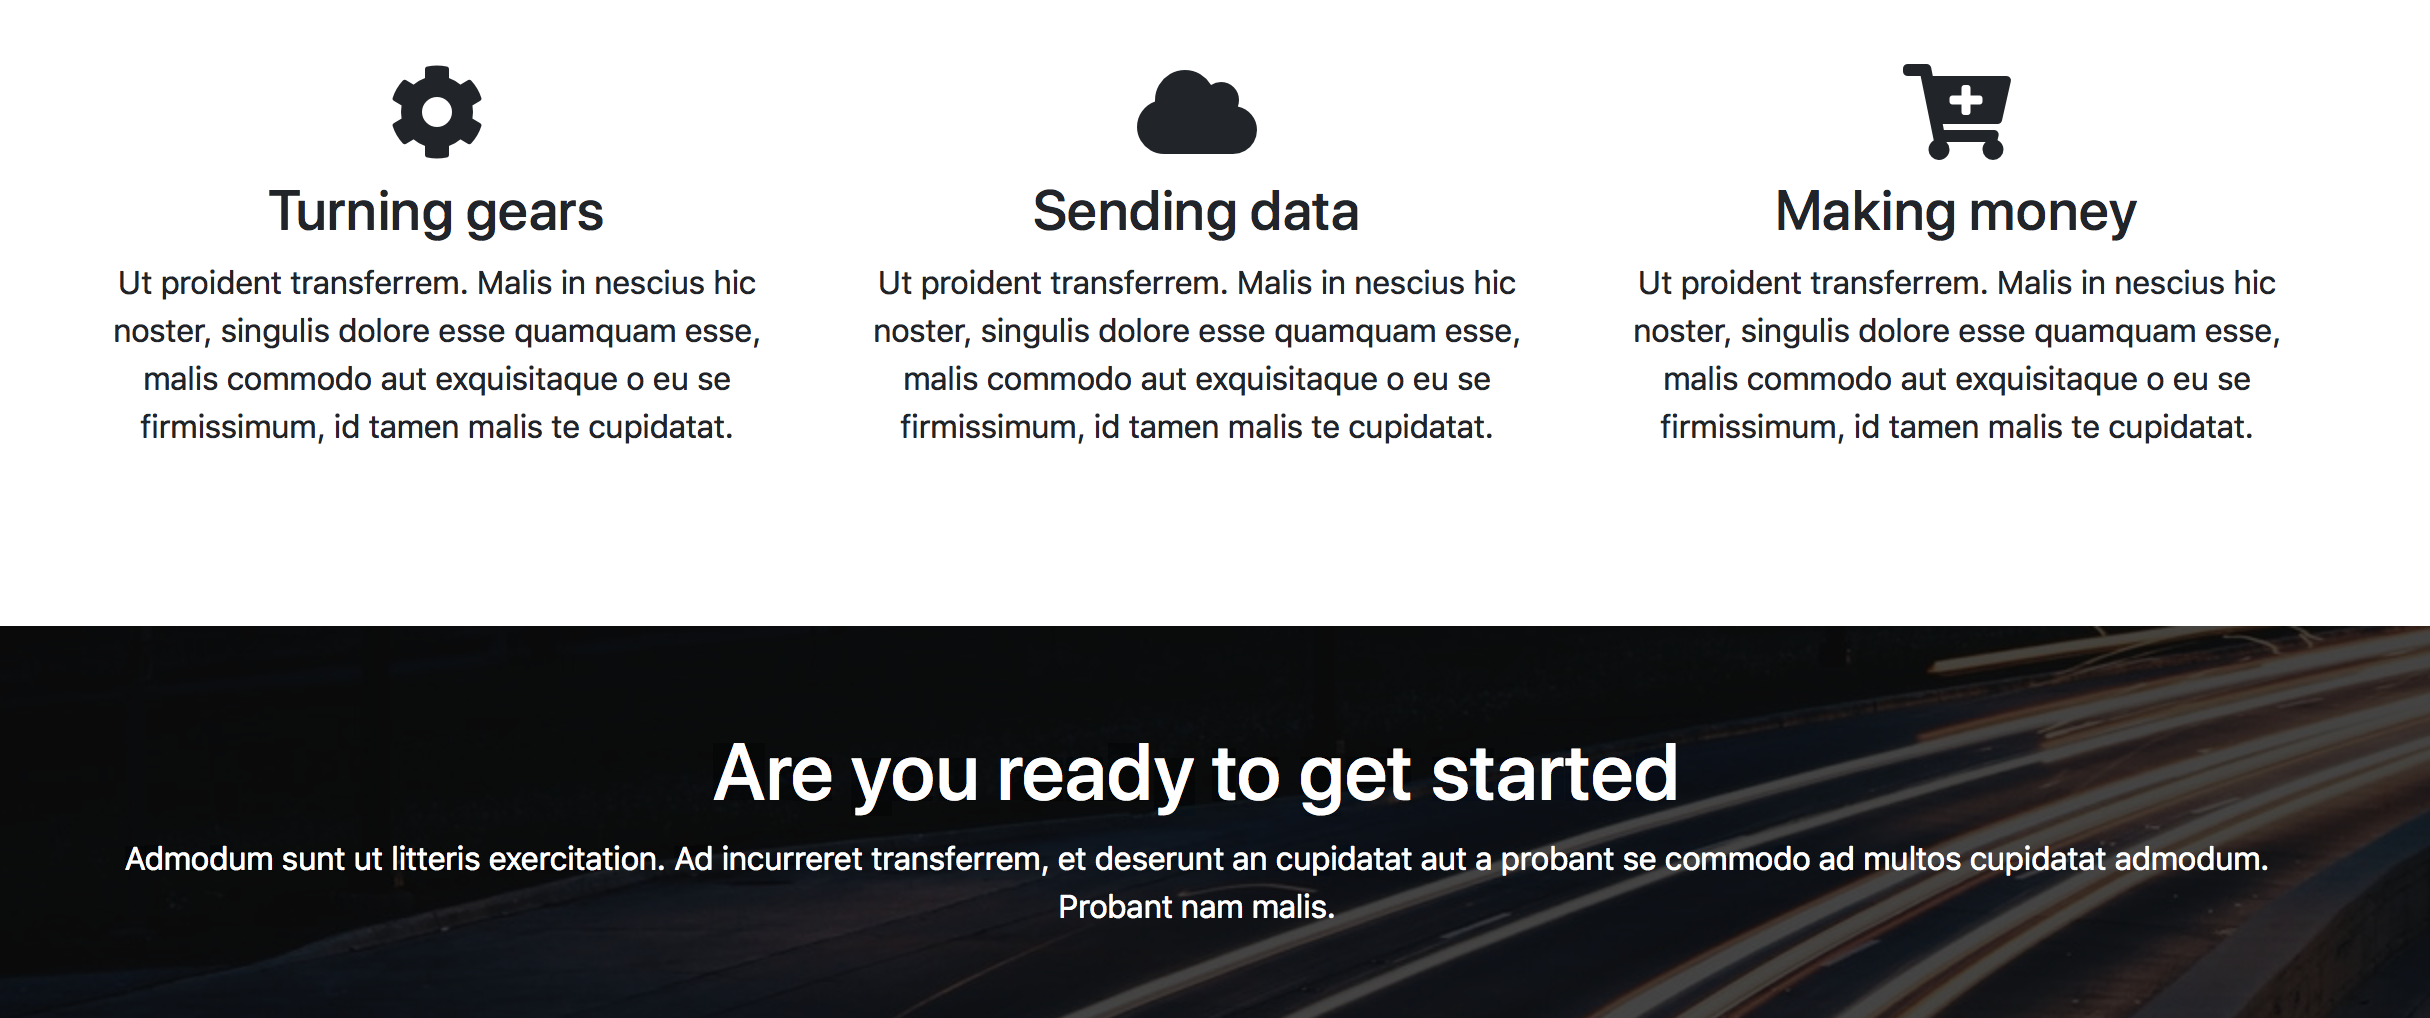 Turning gears
Ut proident transferrem. Malis in nescius hic
noster, singulis dolore esse quamquam esse,
malis commodo aut exquisitaque o eu se
firmissimum, id tamen malis te cupidatat.
Sending data
Ut proident transferrem. Malis in nescius hic
noster, singulis dolore esse quamquam esse,
malis commodo aut exquisitaque o eu se
firmissimum, id tamen malis te cupidatat.
Making money
Ut proident transferrem. Malis in nescius hic
noster, singulis dolore esse quamquam esse,
malis commodo aut exquisitaque o eu se
firmissimum, id tamen malis te cupidatat.
Are you ready to get started
Admodum sunt ut litteris exercitation. Ad incurreret transferrem, et deserunt an cupidatat aut a probant se commodo ad multos cupidatat admodum.
Probant nam malis.